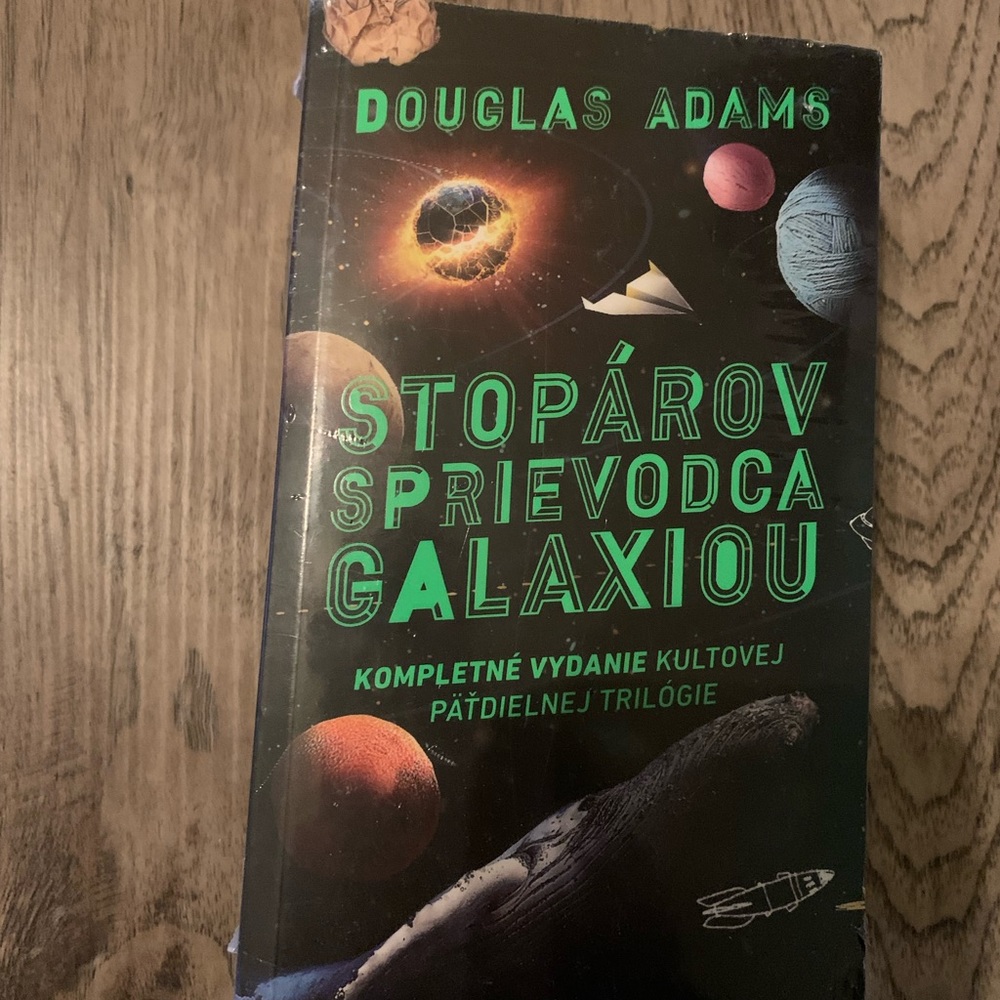 DOUGLAS ADAMS
STOPÁROV
SPRIEVODCA
GALAXIOU
KOMPLETNÉ VYDANIE KULTOVEJ
PÄŤDIELNEJ TRILÓGIE